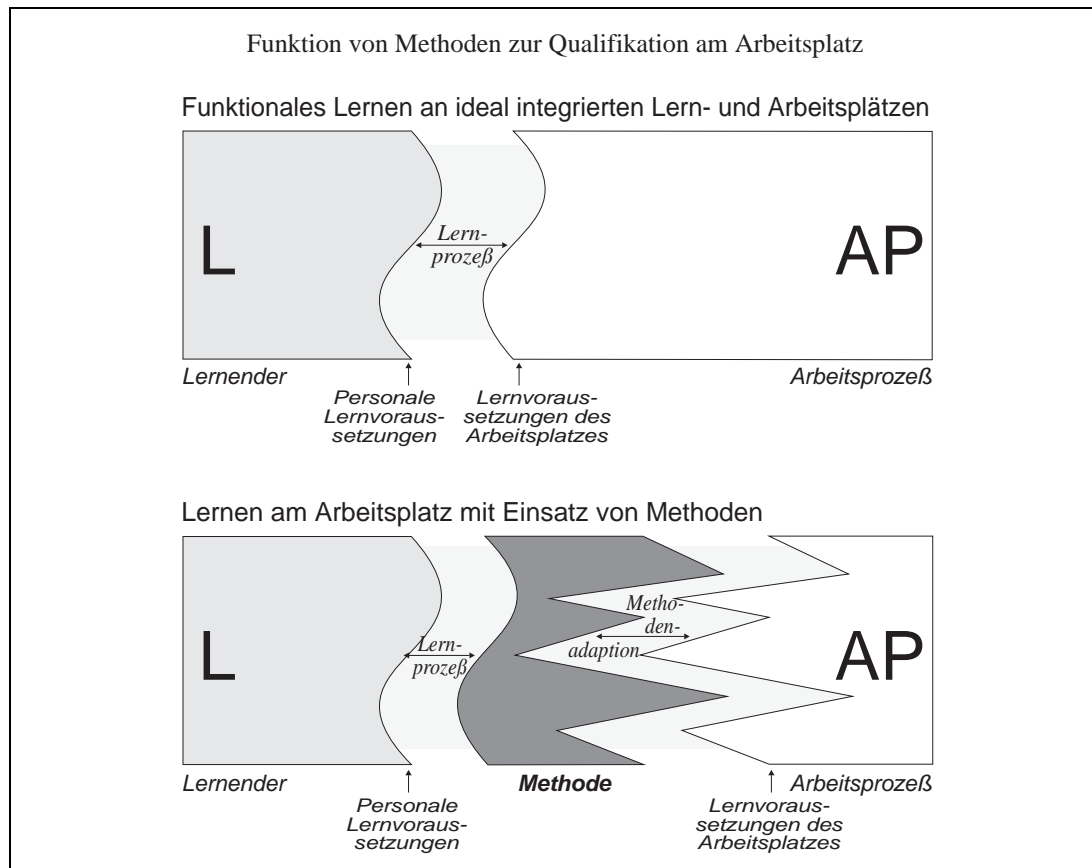 Funktion von Methoden zur Qualifikation am Arbeitsplatz
Funktionales Lernen an ideal integrierten Lern- und Arbeitsplätzen
L
Lern-
prozeß
AP
Lernender
Arbeitsprozeß
Personale
Lernvoraus-
setzungen
Lernvoraus-
setzungen des
Arbeitsplatzes
Lernen am Arbeitsplatz mit Einsatz von Methoden
L
Lern-
prozeß
Metho-
den-
adaption
AP
Lernender
Methode
Arbeitsprozeß
Personale
Lernvoraus-
setzungen
Lernvoraus-
setzungen des
Arbeitsplatzes